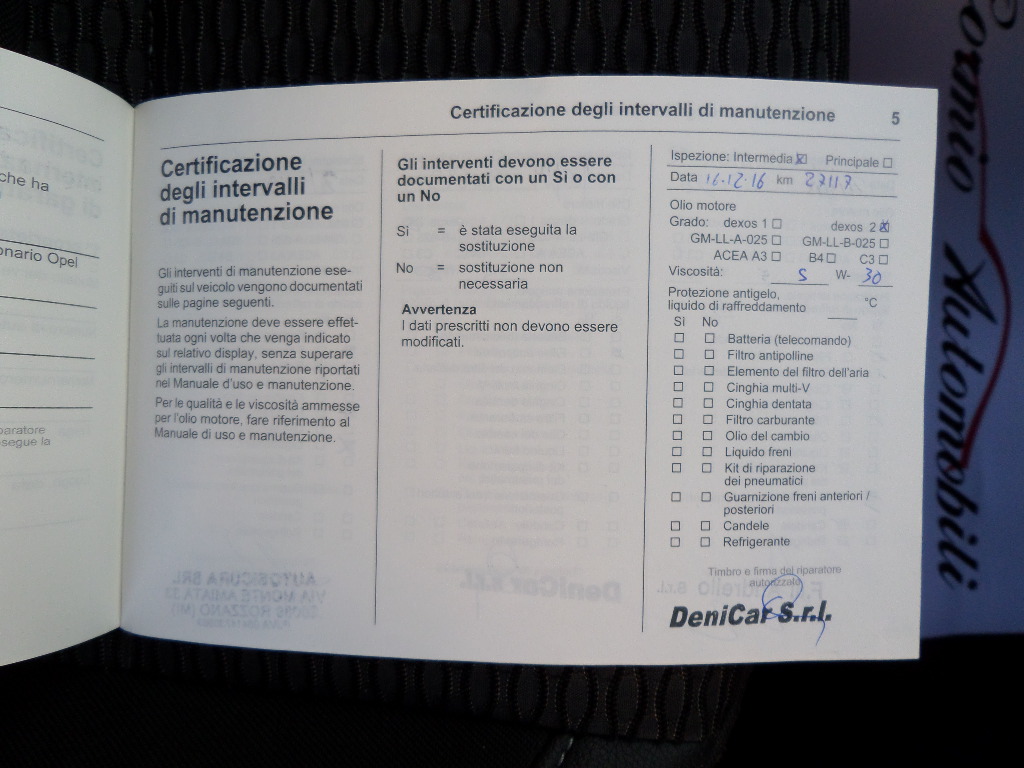 Certificazione degli intervalli di manutenzione 5
che ha
onario Opel
paratore
segue la
Certificazione
degli intervalli
di manutenzione
Gli interventi di manutenzione ese-
guiti sul veicolo vengono documentati
sulle pagine seguenti.
La manutenzione deve essere effet-
tuata ogni volta che venga indicato
sul relativo display, senza superare
gli intervalli di manutenzione riportati
nel Manuale d'uso e manutenzione.
Per le qualità e le viscosità ammesse
per l'olio motore, fare riferimento al
Manuale di uso e manutenzione.
Gli interventi devono essere
documentati con un Sì o con
un No
Sì = è stata eseguita la
sostituzione
No = sostituzione non
necessaria
Avvertenza
I dati prescritti non devono essere
modificati.
Ispezione: Intermedia ☒ Principale ☐
Data 16-12-16 km 27117
Olio motore
Grado: dexos 1 ☐ dexos 2 ☒
GM-LL-A-025 ☐ GM-LL-B-025 ☐
ACEA A3 ☐ B4 ☐ C3 ☐
Viscosità: 5 W- 30
Protezione antigelo,
liquido di raffreddamento °C
Sì No
☐ ☐ Batteria (telecomando)
☐ ☐ Filtro antipolline
☐ ☐ Elemento del filtro dell'aria
☐ ☐ Cinghia multi-V
☐ ☐ Cinghia dentata
☐ ☐ Filtro carburante
☐ ☐ Olio del cambio
☐ ☐ Liquido freni
☐ ☐ Kit di riparazione
dei pneumatici
☐ ☐ Guarnizione freni anteriori /
posteriori
☐ ☐ Candele
☐ ☐ Refrigerante
Timbro e firma del riparatore
autorizzato
DeniCar S.r.l.
Automobili